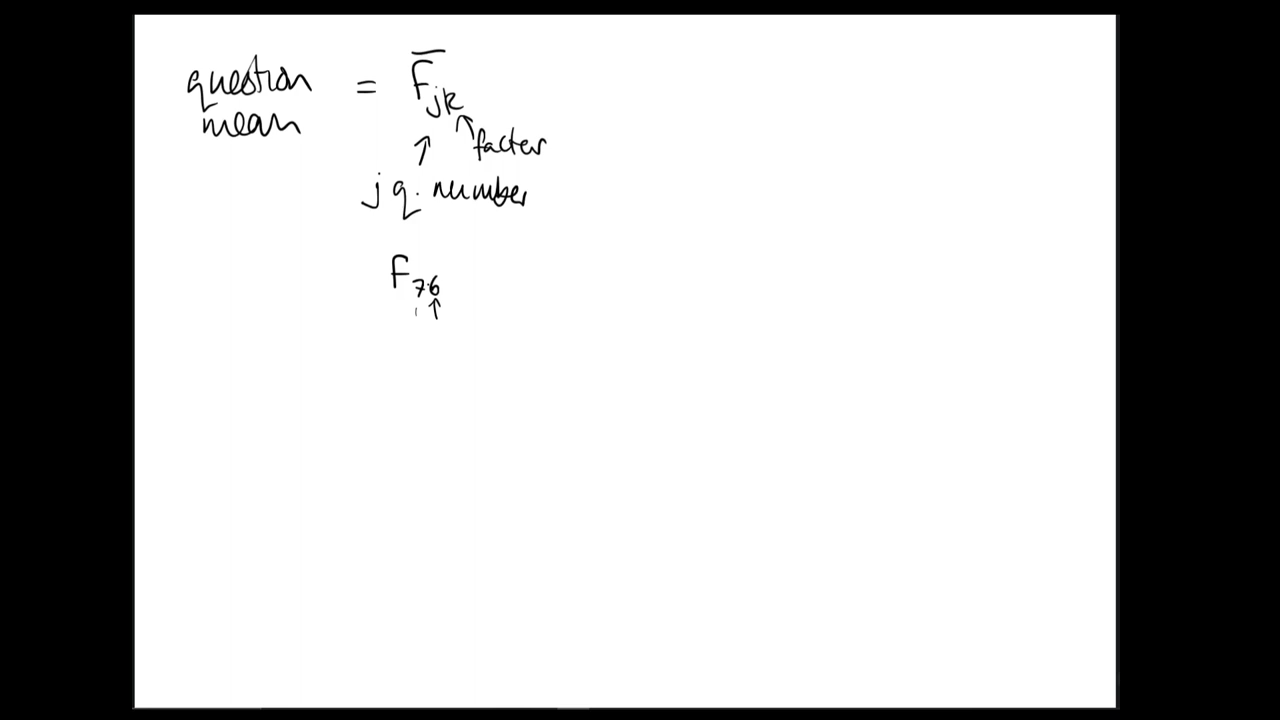 question = F̄jk
mean
↑ ↖ factor
j q. number
F76
↑